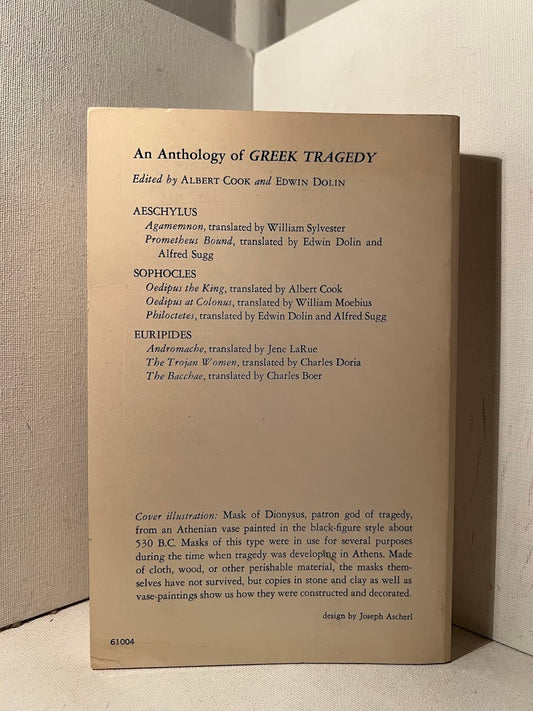 An Anthology of GREEK TRAGEDY
Edited by ALBERT COOK and EDWIN DOLIN
AESCHYLUS
Agamemnon, translated by William Sylvester
Prometheus Bound, translated by Edwin Dolin and
Alfred Sugg
SOPHOCLES
Oedipus the King, translated by Albert Cook
Oedipus at Colonus, translated by William Moebius
Philoctetes, translated by Edwin Dolin and Alfred Sugg
EURIPIDES
Andromache, translated by Jene LaRue
The Trojan Women, translated by Charles Doria
The Bacchae, translated by Charles Boer
Cover illustration: Mask of Dionysus, patron god of tragedy,
from an Athenian vase painted in the black-figure style about
530 B.C. Masks of this type were in use for several purposes
during the time when tragedy was developing in Athens. Made
of cloth, wood, or other perishable material, the masks them-
selves have not survived, but copies in stone and clay as well as
vase-paintings show us how they were constructed and decorated.
design by Joseph Ascherl
61004